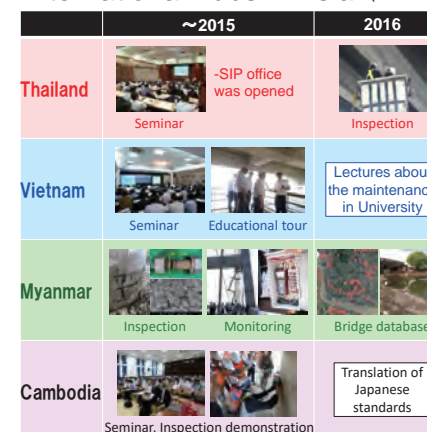 ~2015
2016
Thailand
-SIP office
was opened
Seminar
Inspection
Vietnam
Seminar
Educational tour
Lectures abou
the maintenanc
in University
Myanmar
Inspection
Monitoring
Bridge database
Cambodia
Seminar, Inspection demonstration
Translation of
Japanese
standards